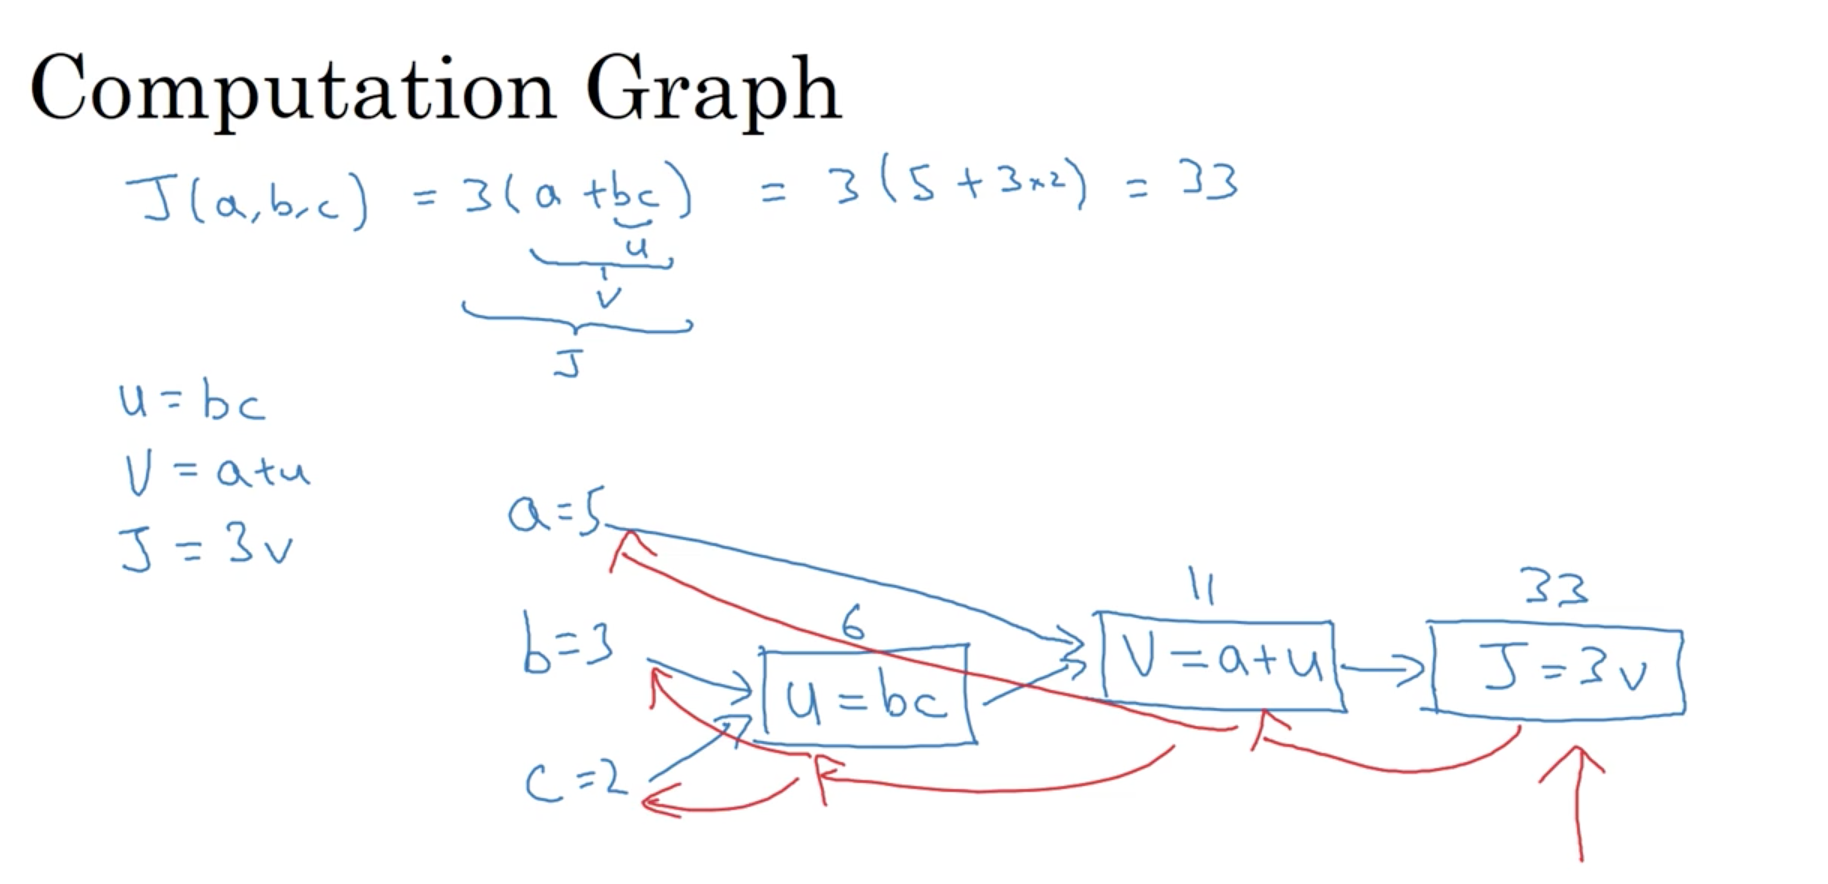 Computation Graph
J(a,b,c) = 3(a+bc) = 3(5+3×2) = 33
u
v
J
u = bc
V = a+u
J = 3v
a=5
11
33
6
b=3
V = a+u
J = 3v
u = bc
c=2